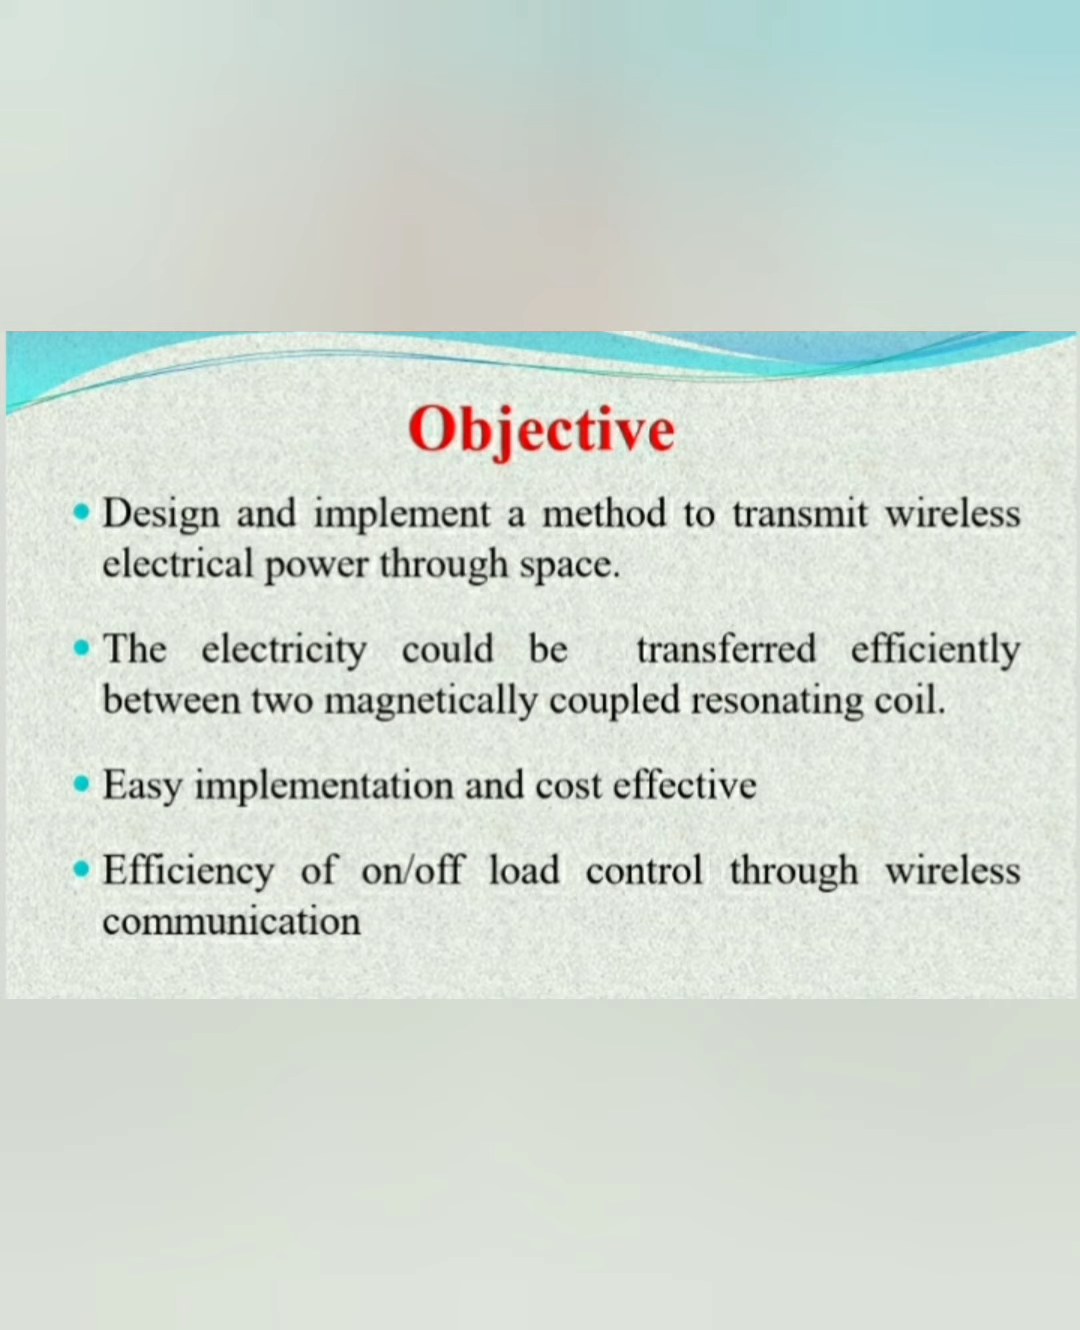 Objective
• Design and implement a method to transmit wireless
electrical power through space.
• The electricity could be transferred efficiently
between two magnetically coupled resonating coil.
• Easy implementation and cost effective
• Efficiency of on/off load control through wireless
communication